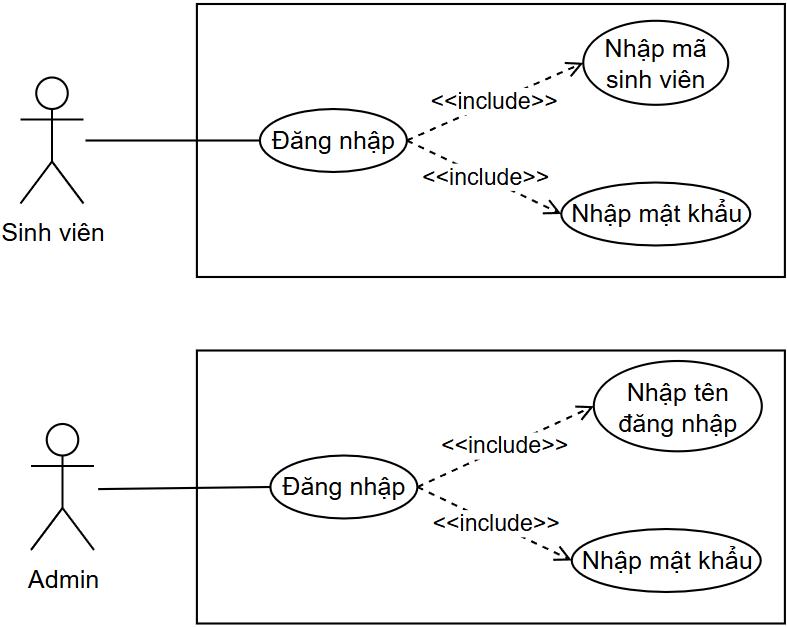 Nhập mã
sinh viên
<<include>>
Đăng nhập
<<include>>
Nhập mật khẩu
Sinh viên
Nhập tên
đăng nhập
<<include>>
Đăng nhập
<<include>>
Nhập mật khẩu
Admin